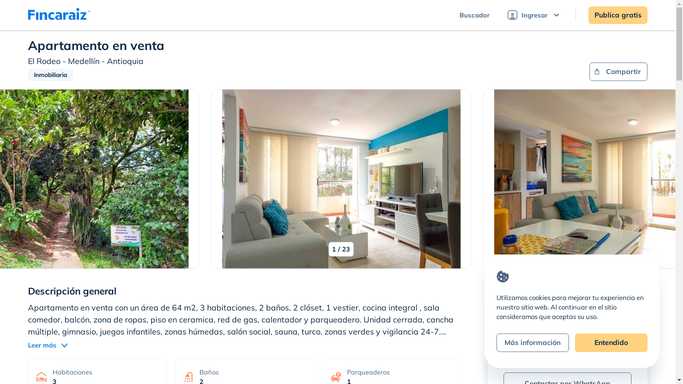 Fincaraiz
Buscador
Ingresar
Publica gratis
Apartamento en venta
El Rodeo - Medellín - Antioquia
Inmobiliaria
Compartir
1 / 23
Descripción general
Apartamento en venta con un área de 64 m2, 3 habitaciones, 2 baños, 2 clóset, 1 vestier, cocina integral , sala
comedor, balcón, zona de ropas, piso en ceramica, red de gas, calentador y parqueadero. Unidad cerrada, cancha
múltiple, gimnasio, juegos infantiles, zonas húmedas, salón social, sauna, turco, zonas verdes y vigilancia 24-7....
Leer más
Habitaciones
3
Baños
2
Parqueaderos
1
Utilizamos cookies para mejorar tu experiencia en
nuestro sitio web. Al continuar en el sitio
consideramos que aceptas su uso.
Más información
Entendido
Contactar por WhatsApp